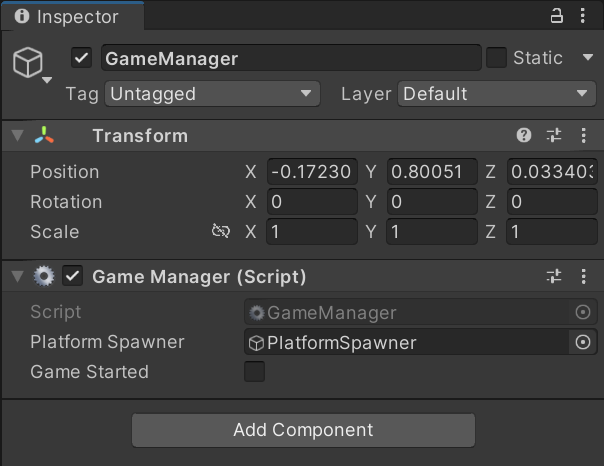 Inspector
GameManager Static
Tag Untagged Layer Default
Transform
Position X -0.17230 Y 0.80051 Z 0.033403
Rotation X 0 Y 0 Z 0
Scale X 1 Y 1 Z 1
Game Manager (Script)
Script GameManager
Platform Spawner PlatformSpawner
Game Started
Add Component